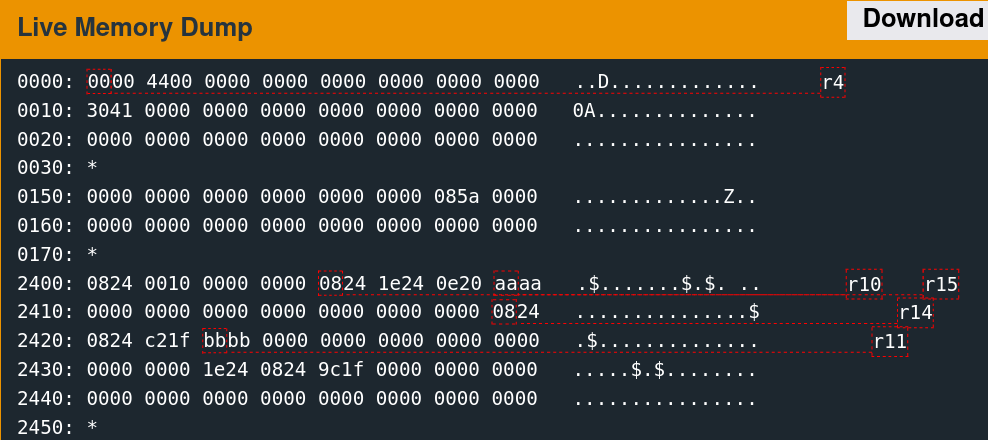 Live Memory Dump
Download
0000: 0000 4400 0000 0000 0000 0000 0000 0000 ..D............. r4
0010: 3041 0000 0000 0000 0000 0000 0000 0000 0A..............
0020: 0000 0000 0000 0000 0000 0000 0000 0000 ................
0030: *
0150: 0000 0000 0000 0000 0000 0000 085a 0000 .............Z..
0160: 0000 0000 0000 0000 0000 0000 0000 0000 ................
0170: *
2400: 0824 0010 0000 0000 0824 1e24 0e20 aaaa .$.......$.$. .. r10 r15
2410: 0000 0000 0000 0000 0000 0000 0000 0824 ...............$ r14
2420: 0824 c21f bbbb 0000 0000 0000 0000 0000 .$.............. r11
2430: 0000 0000 1e24 0824 9c1f 0000 0000 0000 .....$.$........
2440: 0000 0000 0000 0000 0000 0000 0000 0000 ................
2450: *